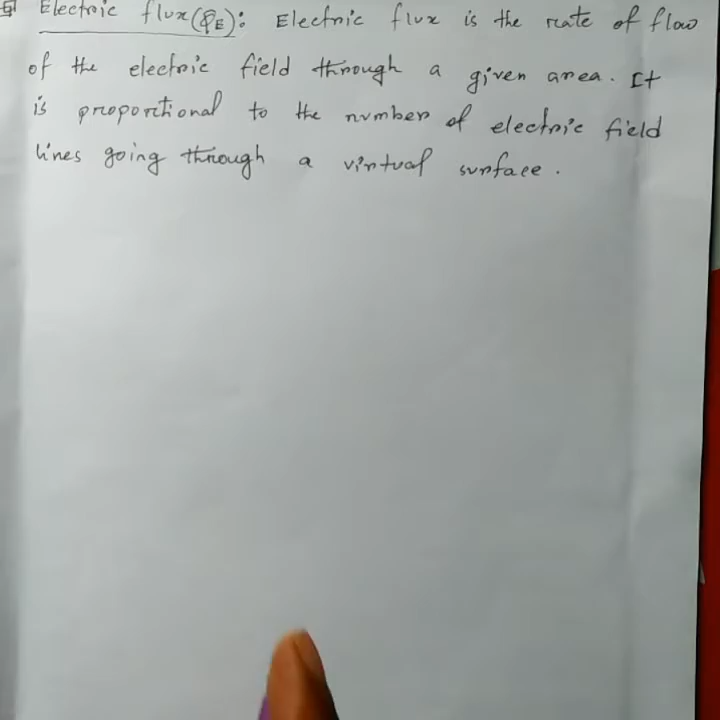 Electric flux (ΦE): Electric flux is the rate of flow
of the electric field through a given area. It
is proportional to the number of electric field
lines going through a virtual surface.